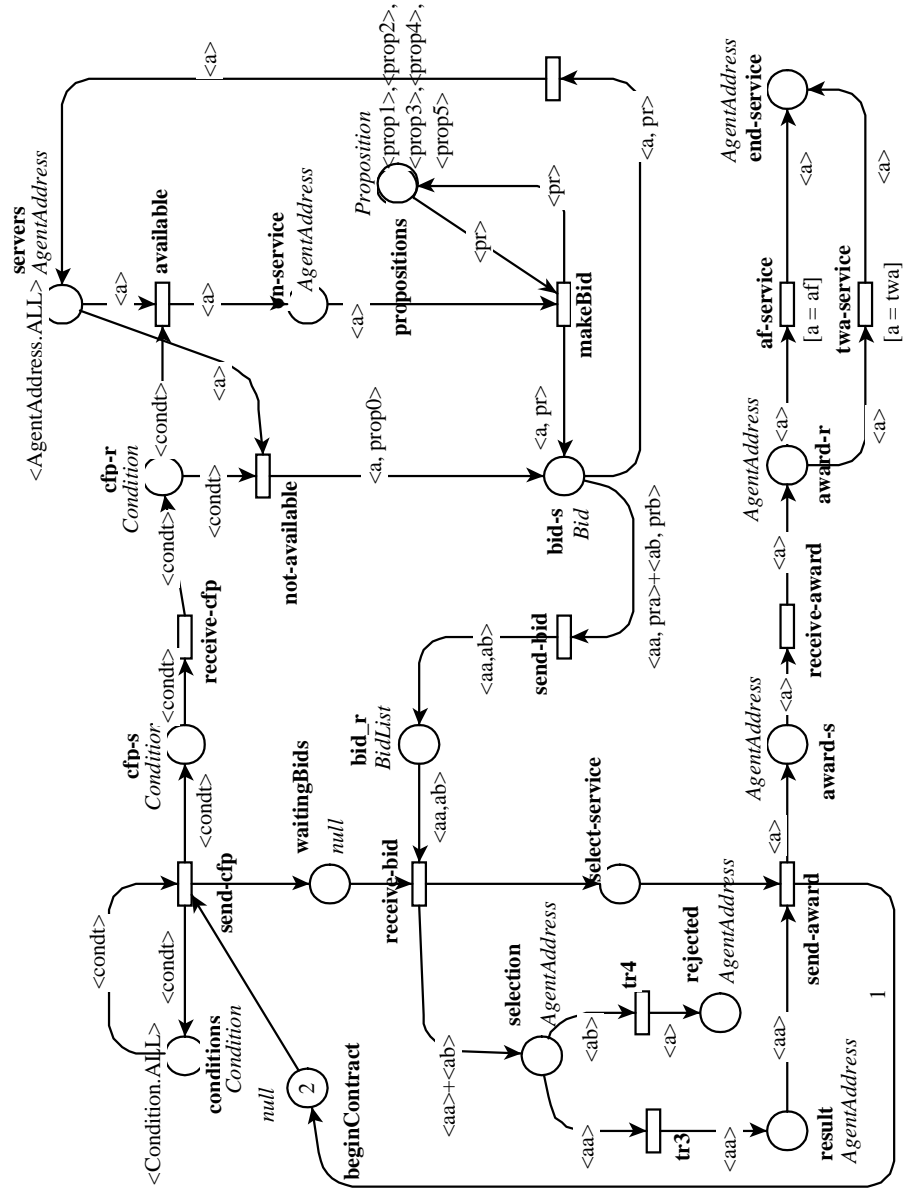 <Condition.ALL>
conditions
Condition
<condt>
<condt>
null
2
beginContract
send-cfp
<condt>
cfp-s
Condition
<condt>
receive-cfp
<condt>
cfp-r
Condition
<condt>
<condt>
not-available
<AgentAddress.ALL>
servers
AgentAddress
<a>
<a>
available
<a>
in-service
AgentAddress
<a>
<a>
waitingBids
null
receive-bid
<aa,ab>
bid_r
BidList
<aa,ab>
send-bid
<aa, pra>+<ab, prb>
<a, prop0>
bid-s
Bid
<a, pr>
makeBid
propositions
Proposition
<prop1>,<prop2>,
<prop3>,<prop4>,
<prop5>
<pr>
<pr>
<a, pr>
<aa>+<ab>
selection
AgentAddress
<aa>
<ab>
tr3
tr4
<aa>
<a>
rejected
AgentAddress
result
AgentAddress
<aa>
select-service
send-award
1
<a>
AgentAddress
award-s
<a>
receive-award
<a>
AgentAddress
award-r
<a>
af-service
[a = af]
<a>
<a>
twa-service
[a = twa]
<a>
AgentAddress
end-service